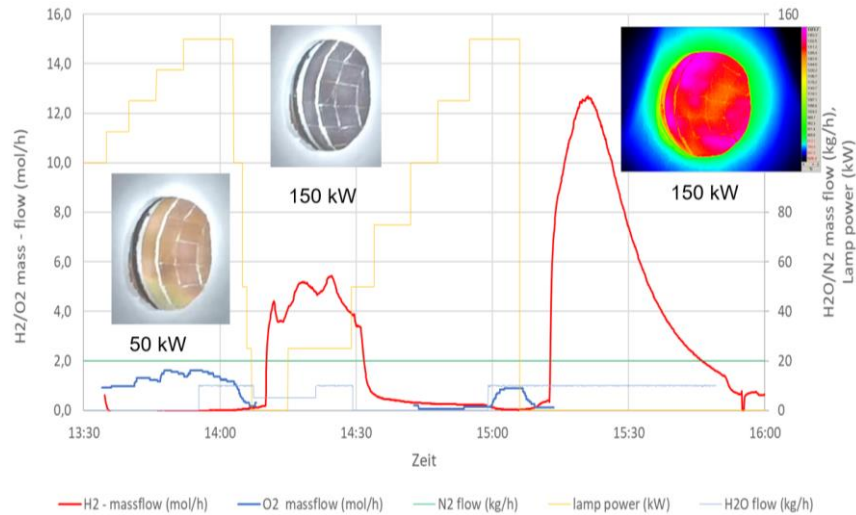 16,0
14,0
12,0
10,0
8,0
6,0
4,0
2,0
0,0
H2/O2 mass - flow (mol/h)
160
80
60
40
20
0
H2O/N2 mass flow (kg/h),
Lamp power (kW)
150 kW
150 kW
50 kW
13:30 14:00 14:30 15:00 15:30 16:00
Zeit
H2 - massflow (mol/h) O2 massflow (mol/h) N2 flow (kg/h) lamp power (kW) H2O flow (kg/h)